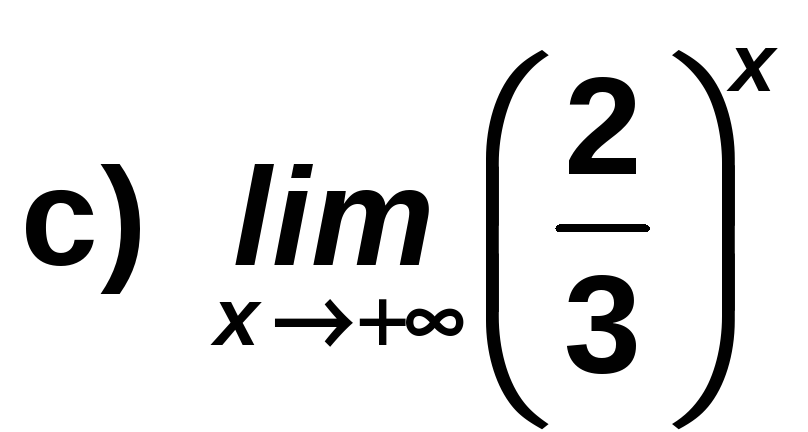 c) lim x→+∞ (2/3)^x